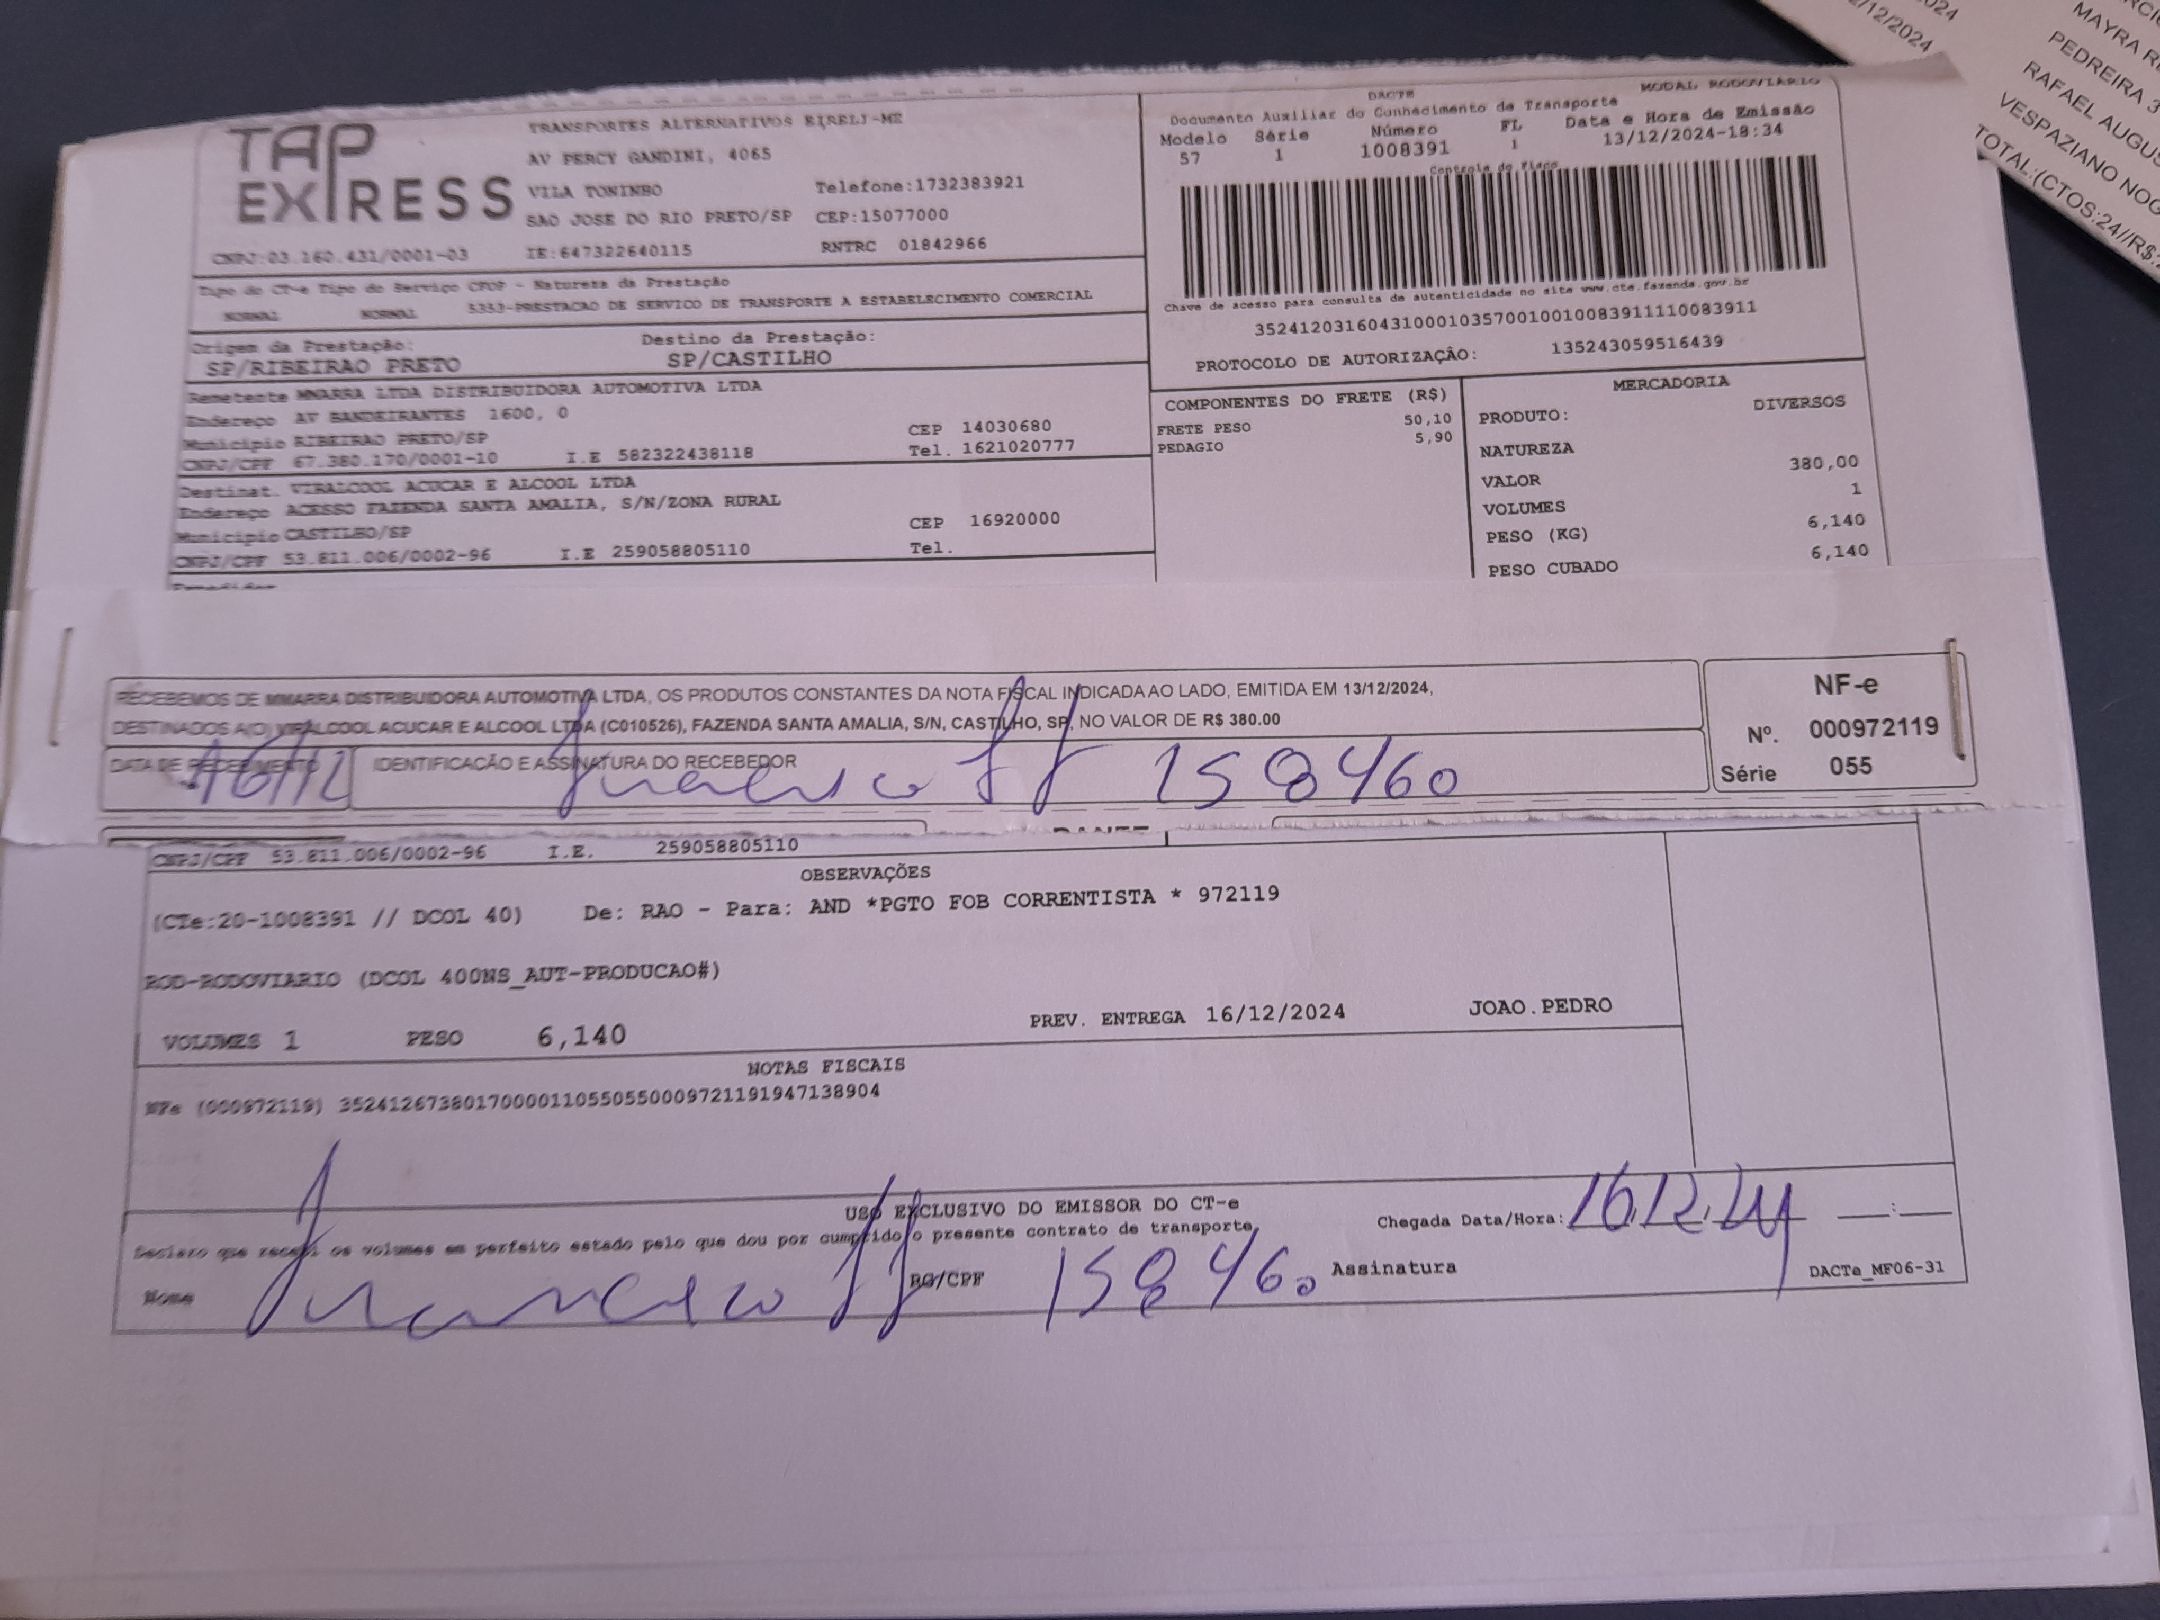 TAP EXPRESS
TRANSPORTES ALTERNATIVOS EIRELI-ME
AV PERCY GANDINI, 4065
VILA TONINHO Telefone:1732383921
SAO JOSE DO RIO PRETO/SP CEP:15077000
CNPJ:03.160.431/0001-03 IE:647322640115 RNTRC 01842966
Tipo do CT-e Tipo do Serviço CFOP - Natureza da Prestação
NORMAL NORMAL 5353-PRESTACAO DE SERVICO DE TRANSPORTE A ESTABELECIMENTO COMERCIAL
Origem da Prestação: Destino da Prestação:
SP/RIBEIRAO PRETO SP/CASTILHO
Remetente MMARRA LTDA DISTRIBUIDORA AUTOMOTIVA LTDA
Endereço AV BANDEIRANTES 1600, 0
Municipio RIBEIRAO PRETO/SP CEP 14030680
CNPJ/CPF 67.380.170/0001-10 I.E 582322438118 Tel. 1621020777
Destinat. VIRALCOOL ACUCAR E ALCOOL LTDA
Endereço ACESSO FAZENDA SANTA AMALIA, S/N/ZONA RURAL
Municipio CASTILHO/SP CEP 16920000
CNPJ/CPF 53.811.006/0002-96 I.E 259058805110 Tel.
DACTE MODAL RODOVIARIO
Documento Auxiliar do Conhecimento de Transporte
Modelo Série Número FL Data e Hora de Emissão
57 1 1008391 1 13/12/2024-18:34
Controle do Fisco
Chave de acesso para consulta de autenticidade no site www.cte.fazenda.gov.br
35241203160431000103570010010083911110083911
PROTOCOLO DE AUTORIZAÇÂO: 135243059516439
COMPONENTES DO FRETE (R$)
FRETE PESO 50,10
PEDAGIO 5,90
MERCADORIA
PRODUTO: DIVERSOS
NATUREZA
VALOR 380,00
VOLUMES 1
PESO (KG) 6,140
PESO CUBADO 6,140
RECEBEMOS DE MMARRA DISTRIBUIDORA AUTOMOTIVA LTDA, OS PRODUTOS CONSTANTES DA NOTA FISCAL INDICADA AO LADO, EMITIDA EM 13/12/2024,
DESTINADOS A(O) VIRALCOOL ACUCAR E ALCOOL LTDA (C010526), FAZENDA SANTA AMALIA, S/N, CASTILHO, SP, NO VALOR DE R$ 380.00
DATA DE RECEBIMENTO IDENTIFICACÃO E ASSINATURA DO RECEBEDOR
16/12 158460
NF-e
Nº. 000972119
Série 055
CNPJ/CPF 53.811.006/0002-96 I.E. 259058805110
OBSERVAÇÕES
(CTe:20-1008391 // DCOL 40) De: RAO - Para: AND *PGTO FOB CORRENTISTA * 972119
ROD-RODOVIARIO (DCOL 400NS_AUT-PRODUCAO#)
VOLUMES 1 PESO 6,140 PREV. ENTREGA 16/12/2024 JOAO.PEDRO
NOTAS FISCAIS
NFe (000972119) 35241267380170000110550550009721191947138904
USO EXCLUSIVO DO EMISSOR DO CT-e
Declaro que recebi os volumes em perfeito estado pelo que dou por cumprido o presente contrato de transporte
Chegada Data/Hora: 16.12.24 ___:___
Nome Francisco RG/CPF 158460 Assinatura DACTe_MF06-31
2/12/2024
MAYRA
PEDREIRA 3
RAFAEL AUGUS
VESPAZIANO NOG
TOTAL:(CTOS:24//R$: